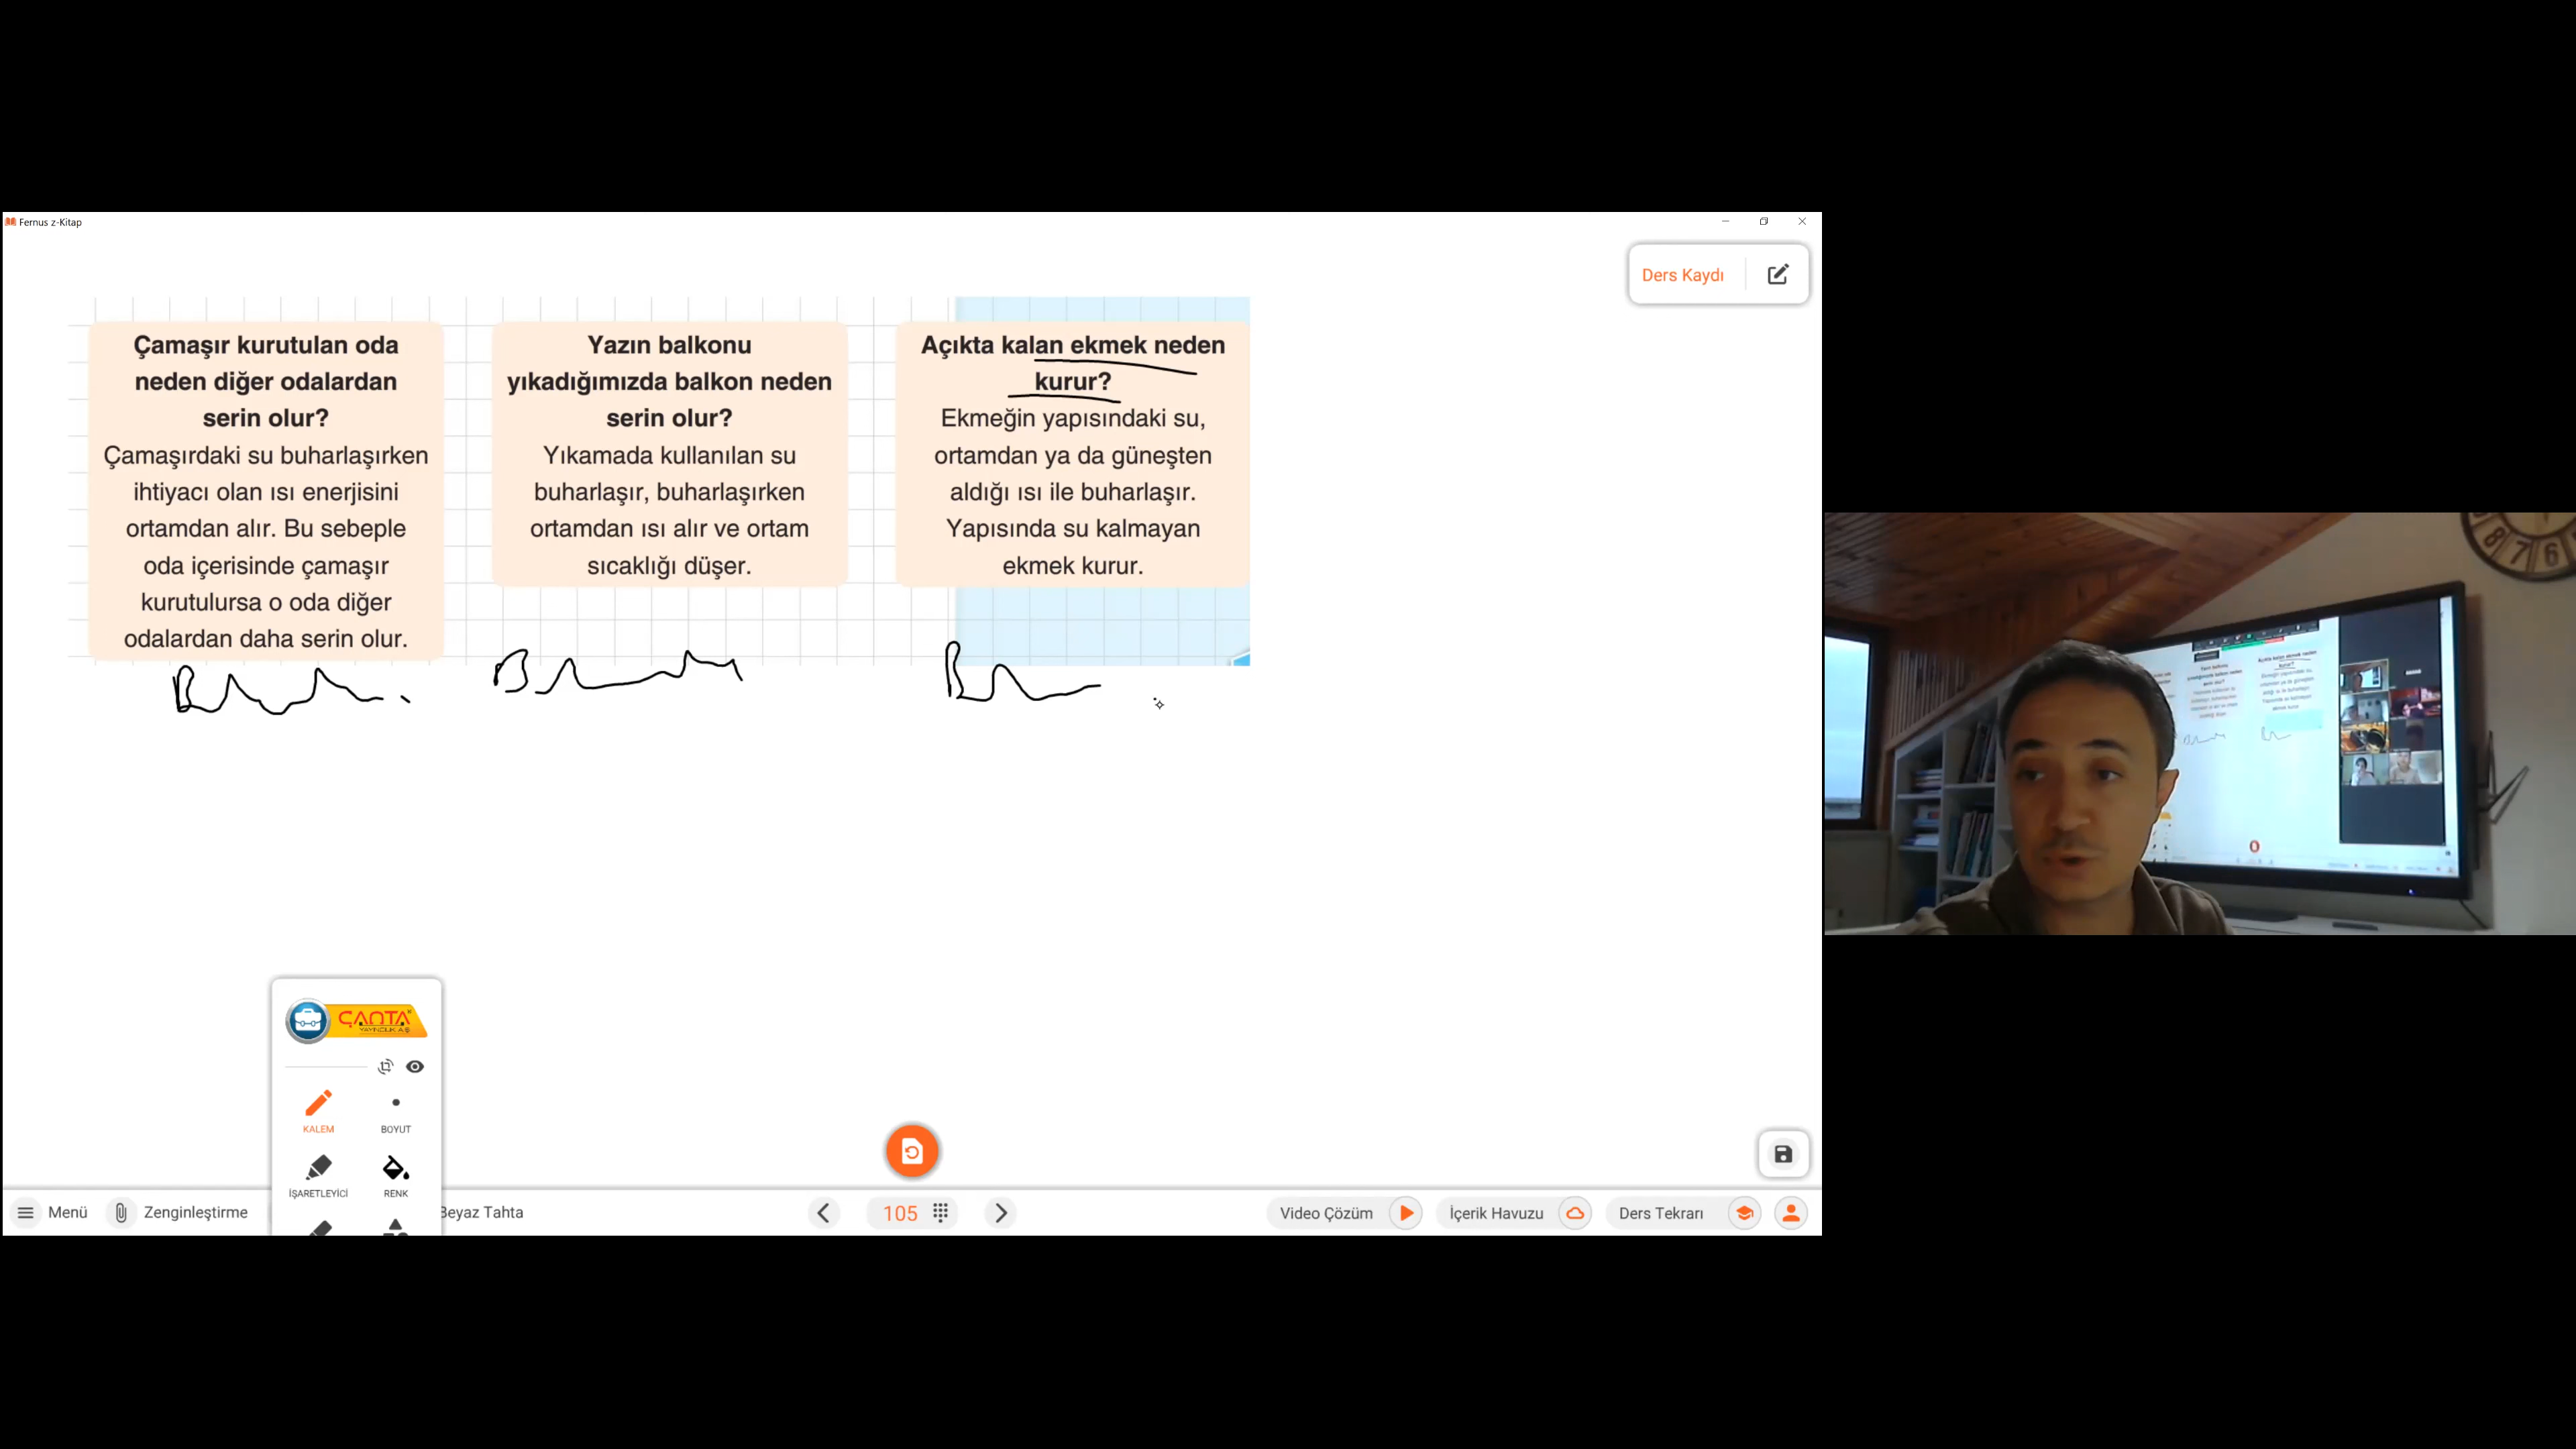 Fernus z-Kitap
Ders Kaydı
Çamaşır kurutulan oda
neden diğer odalardan
serin olur?
Çamaşırdaki su buharlaşırken
ihtiyacı olan ısı enerjisini
ortamdan alır. Bu sebeple
oda içerisinde çamaşır
kurutulursa o oda diğer
odalardan daha serin olur.
Yazın balkonu
yıkadığımızda balkon neden
serin olur?
Yıkamada kullanılan su
buharlaşır, buharlaşırken
ortamdan ısı alır ve ortam
sıcaklığı düşer.
Açıkta kalan ekmek neden
kurur?
Ekmeğin yapısındaki su,
ortamdan ya da güneşten
aldığı ısı ile buharlaşır.
Yapısında su kalmayan
ekmek kurur.
8 7 6
ÇANTA
YAYINCILIK A.Ş
KALEM
BOYUT
İŞARETLEYİCİ
RENK
Menü
Zenginleştirme
Beyaz Tahta
105
Video Çözüm
İçerik Havuzu
Ders Tekrarı